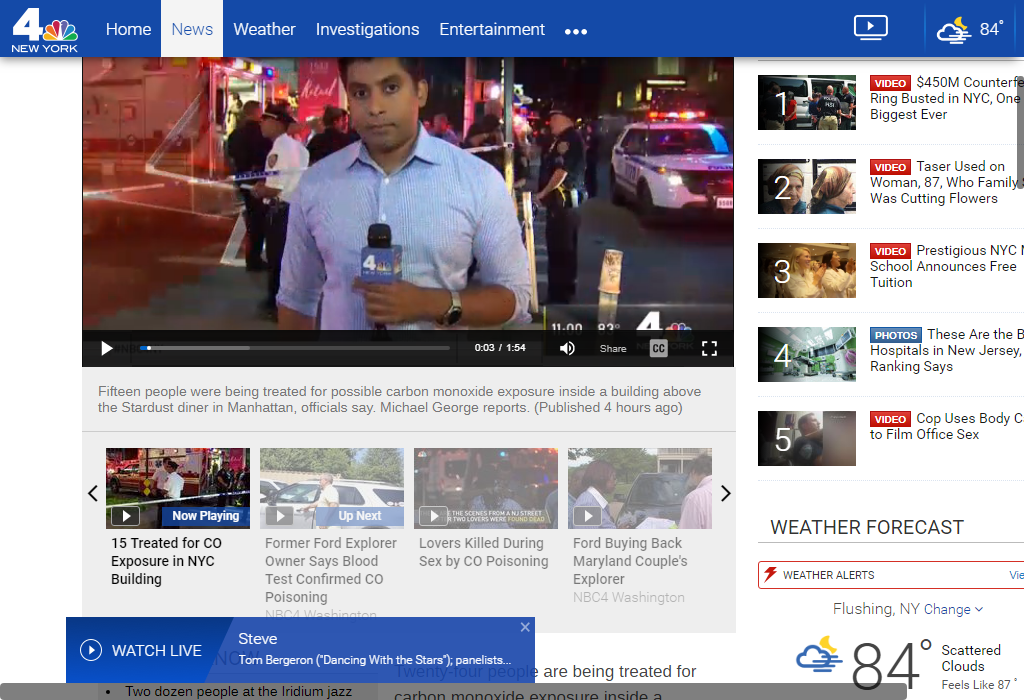 4
NEW YORK
Home
News
Weather
Investigations
Entertainment
84°
Mutual
4
NEW YORK
11:00 83°
4
0:03 / 1:54
Share
CC
Fifteen people were being treated for possible carbon monoxide exposure inside a building above
the Stardust diner in Manhattan, officials say. Michael George reports. (Published 4 hours ago)
Now Playing
15 Treated for CO
Exposure in NYC
Building
Up Next
Former Ford Explorer
Owner Says Blood
Test Confirmed CO
Poisoning
NBC4 Washington
THE SCENES FROM A NJ STREET
TWO LOVERS WERE FOUND DEAD
Lovers Killed During
Sex by CO Poisoning
Ford Buying Back
Maryland Couple's
Explorer
NBC4 Washington
WATCH LIVE
Steve
Tom Bergeron ("Dancing With the Stars"); panelists...
NOW
Twenty-four people are being treated for
carbon monoxide exposure inside a
• Two dozen people at the Iridium jazz
1
VIDEO $450M Counterfe
Ring Busted in NYC, One
Biggest Ever
2
VIDEO Taser Used on
Woman, 87, Who Family S
Was Cutting Flowers
3
VIDEO Prestigious NYC M
School Announces Free
Tuition
4
PHOTOS These Are the B
Hospitals in New Jersey,
Ranking Says
5
VIDEO Cop Uses Body Ca
to Film Office Sex
WEATHER FORECAST
WEATHER ALERTS
Vie
Flushing, NY Change
84°
Scattered
Clouds
Feels Like 87 °